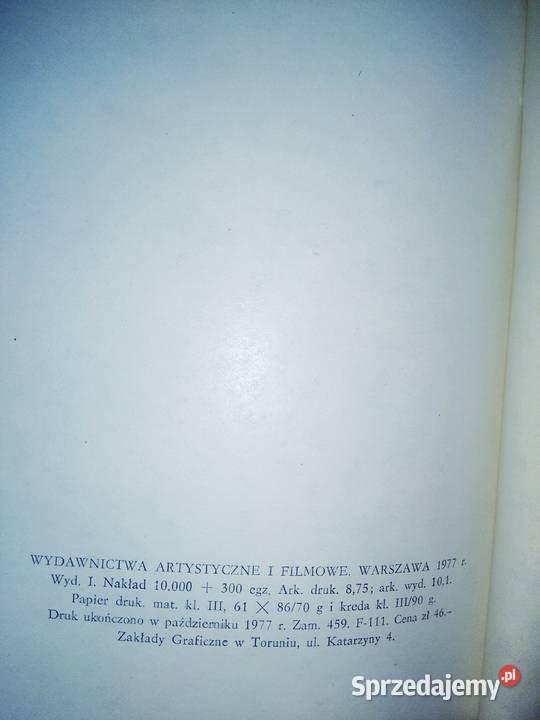 WYDAWNICTWA ARTYSTYCZNE I FILMOWE. WARSZAWA 1977 r.
Wyd. I. Nakład 10.000 + 300 egz. Ark. druk. 8,75; ark. wyd. 10,1.
Papier druk. mat. kl. III, 61 × 86/70 g i kreda kl. III/90 g.
Druk ukończono w październiku 1977 r. Zam. 459. F-111. Cena zł 46.–
Zakłady Graficzne w Toruniu, ul. Katarzyny 4.
Sprzedajemy.pl